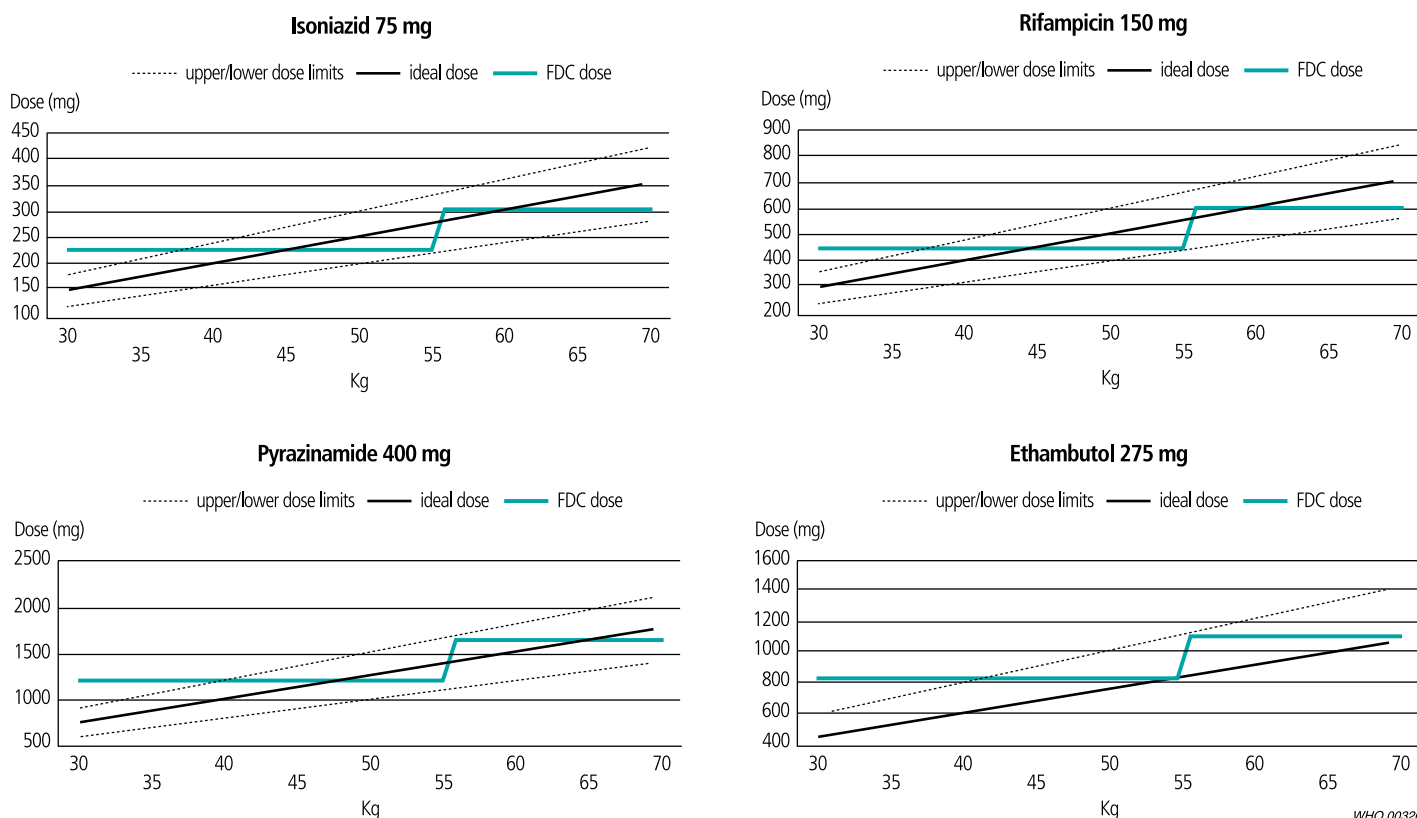 Isoniazid 75 mg
upper/lower dose limits ideal dose FDC dose
Dose (mg)
450
400
350
300
250
200
150
100
30 40 50 60 70
35 45 55 65
Kg
Rifampicin 150 mg
upper/lower dose limits ideal dose FDC dose
Dose (mg)
900
800
700
600
500
400
300
200
30 40 50 60 70
35 45 55 65
Kg
Pyrazinamide 400 mg
upper/lower dose limits ideal dose FDC dose
Dose (mg)
2500
2000
1500
1000
500
30 40 50 60 70
35 45 55 65
Kg
Ethambutol 275 mg
upper/lower dose limits ideal dose FDC dose
Dose (mg)
1600
1400
1200
1000
800
600
400
30 40 50 60 70
35 45 55 65
Kg
WHO